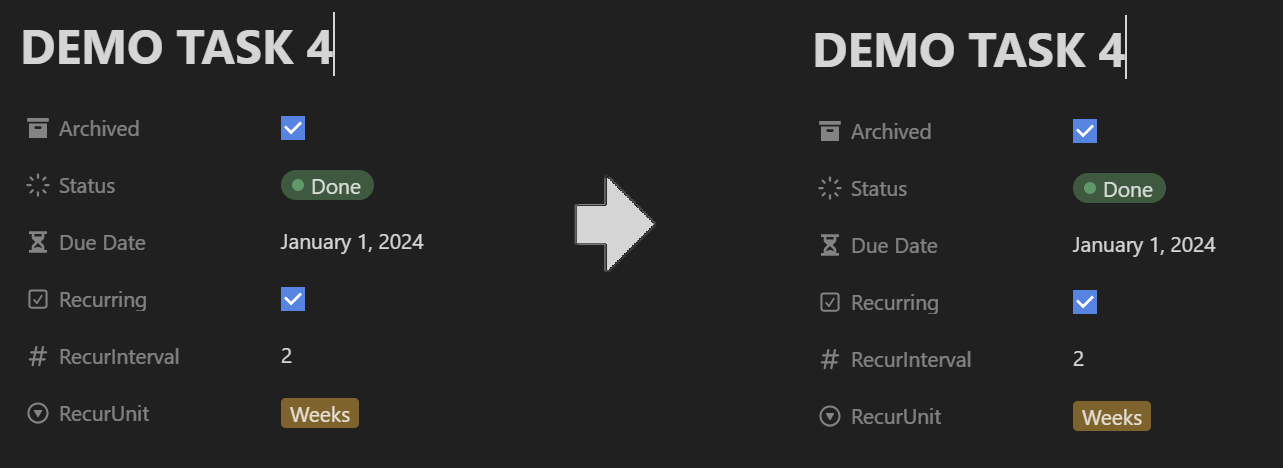 DEMO TASK 4
Archived
Status Done
Due Date January 1, 2024
Recurring
RecurInterval 2
RecurUnit Weeks
DEMO TASK 4
Archived
Status Done
Due Date January 1, 2024
Recurring
RecurInterval 2
RecurUnit Weeks